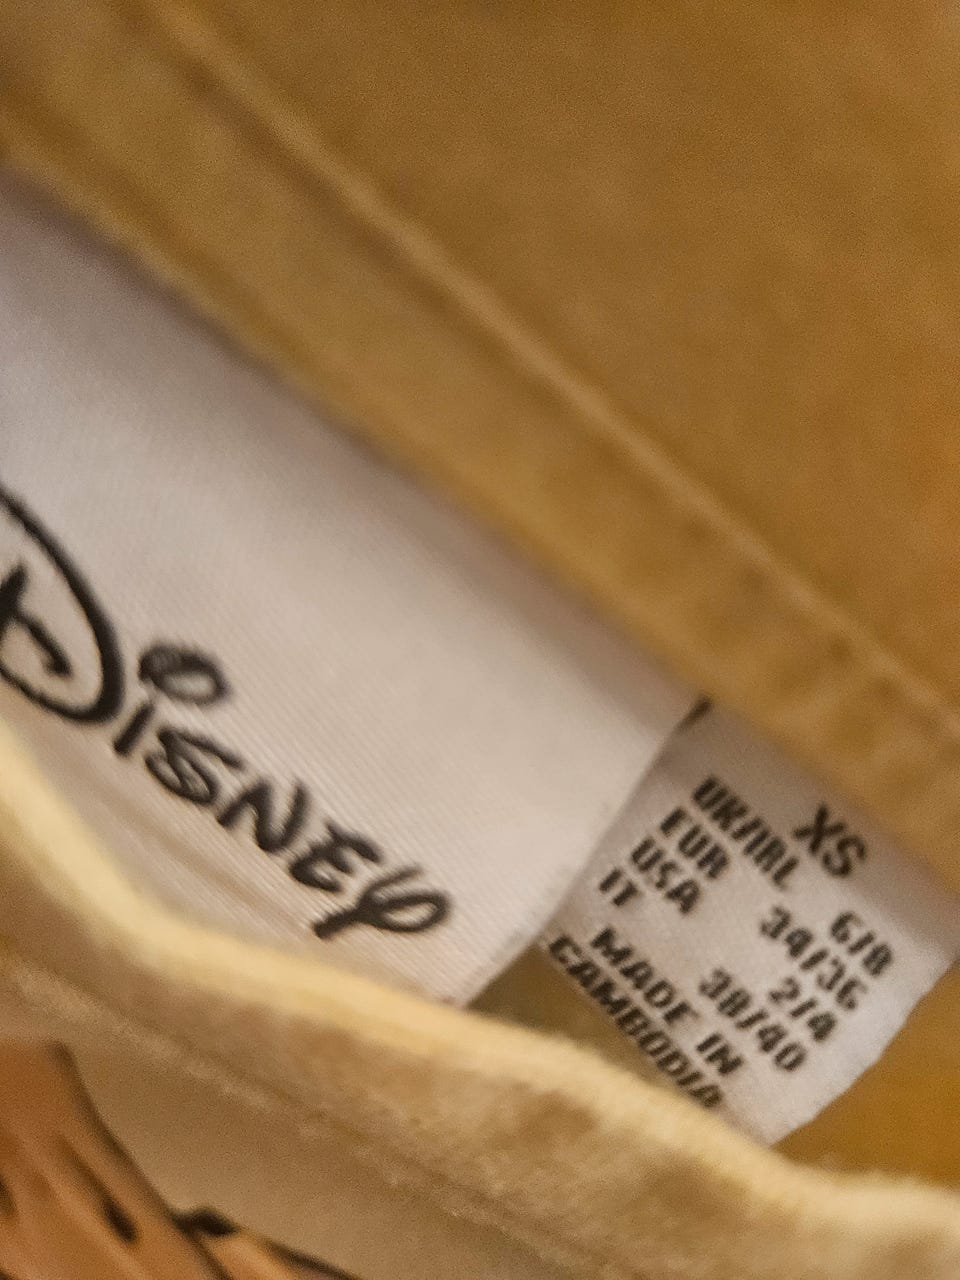 Disney
XS
UK/IRL 6/8
EUR 34/36
USA 2/4
IT 38/40
MADE IN
CAMBODIA